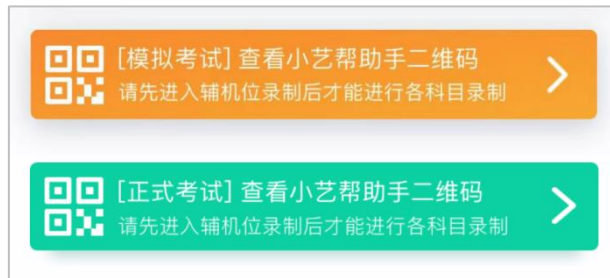 [模拟考试] 查看小艺帮助手二维码
请先进入辅机位录制后才能进行各科目录制
[正式考试] 查看小艺帮助手二维码
请先进入辅机位录制后才能进行各科目录制